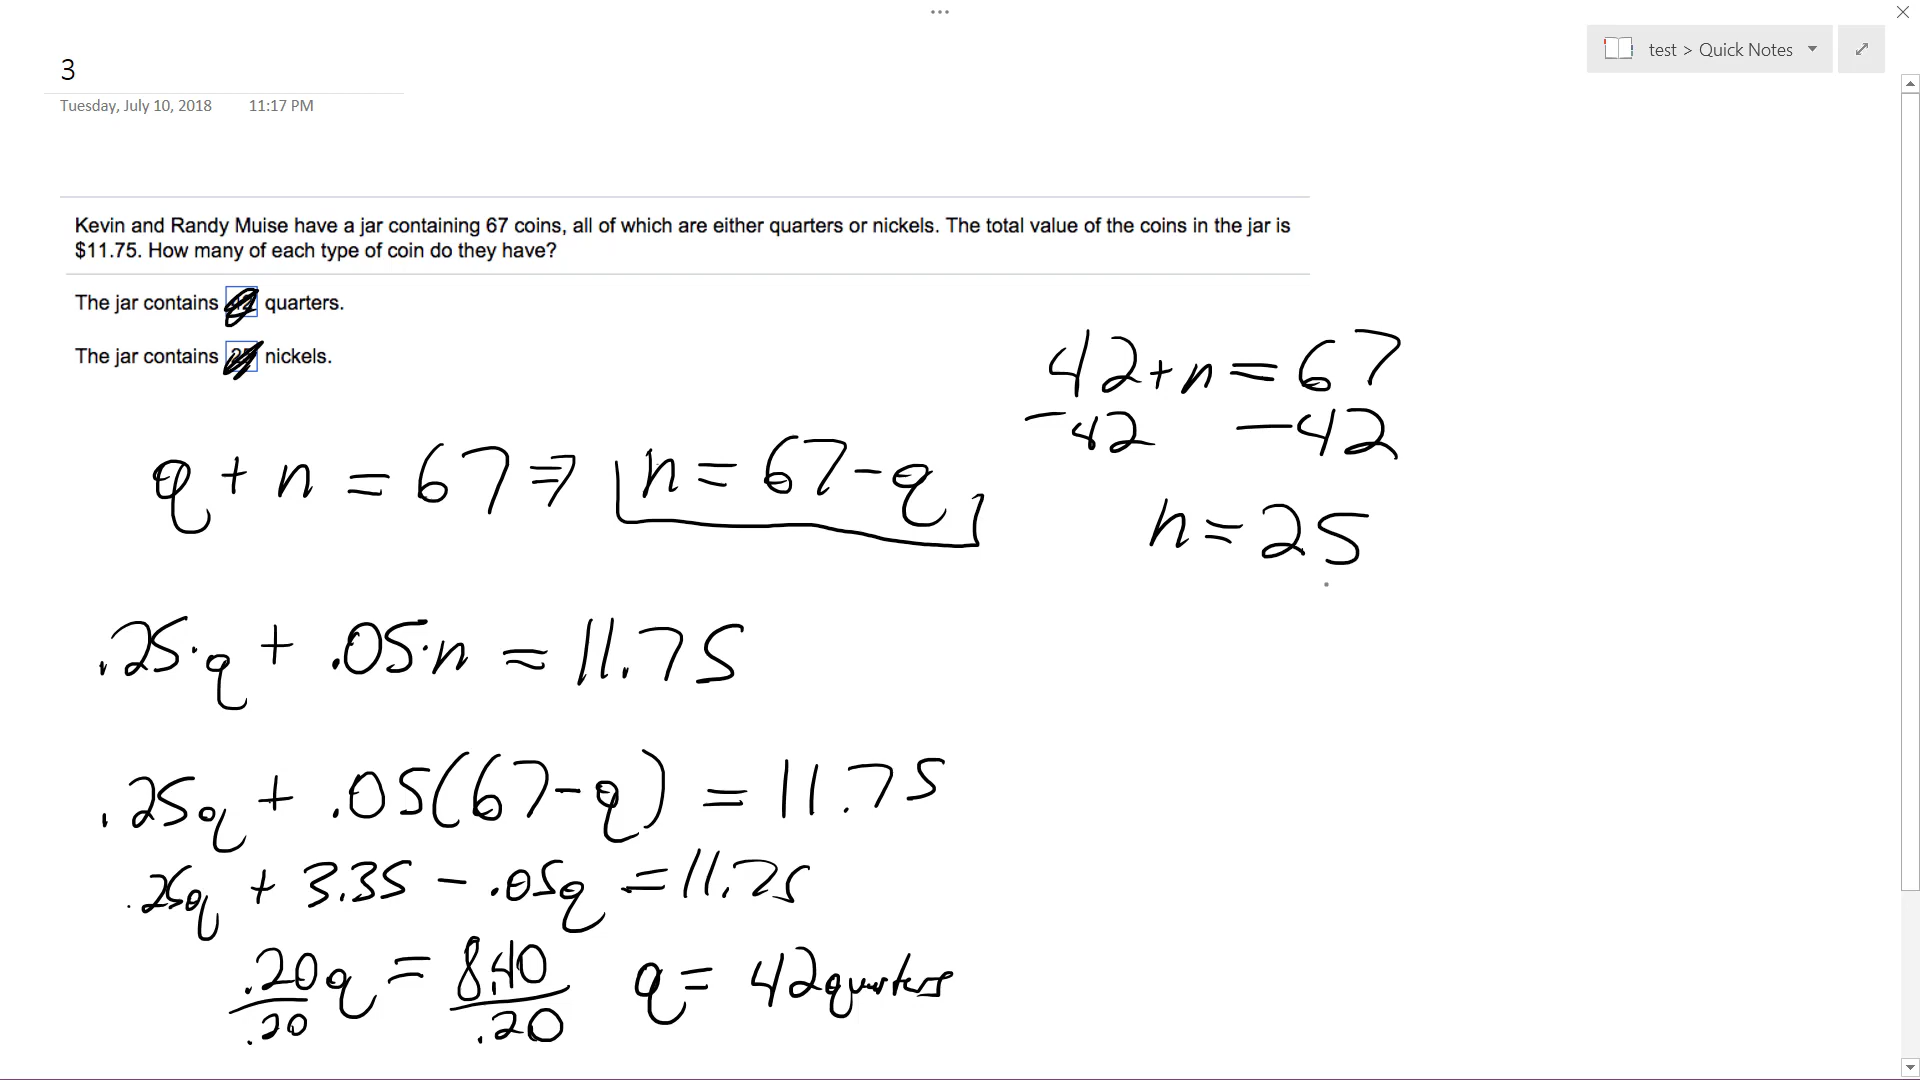 test > Quick Notes
3
Tuesday, July 10, 2018 11:17 PM
Kevin and Randy Muise have a jar containing 67 coins, all of which are either quarters or nickels. The total value of the coins in the jar is
$11.75. How many of each type of coin do they have?
The jar contains quarters.
The jar contains nickels.
42+n=67
-42 -42
n=25
q + n = 67 ⇒ n = 67-q
.25·q + .05·n = 11.75
.25q + .05(67-q) = 11.75
.25q + 3.35 - .05q = 11.75
.20q = 8.40 q = 42 quarters
.20 .20